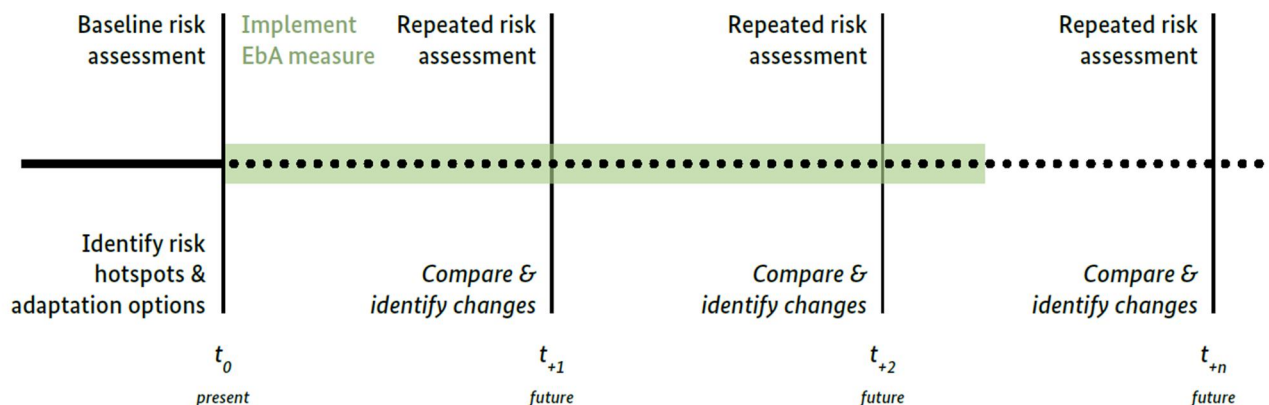 Baseline risk
assessment
Implement
EbA measure
Repeated risk
assessment
Repeated risk
assessment
Repeated risk
assessment
Identify risk
hotspots &
adaptation options
Compare &
identify changes
Compare &
identify changes
Compare &
identify changes
t0
present
t+1
future
t+2
future
t+n
future